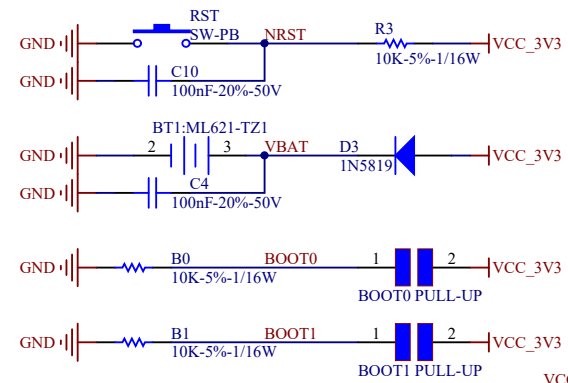 RST
GND
SW-PB
NRST
R3
VCC_3V3
10K-5%-1/16W
GND
C10
100nF-20%-50V
BT1:ML621-TZ1
GND
2
3
VBAT
D3
1N5819
VCC_3V3
GND
C4
100nF-20%-50V
GND
B0
10K-5%-1/16W
BOOT0
1
2
VCC_3V3
BOOT0 PULL-UP
GND
B1
10K-5%-1/16W
BOOT1
1
2
VCC_3V3
BOOT1 PULL-UP